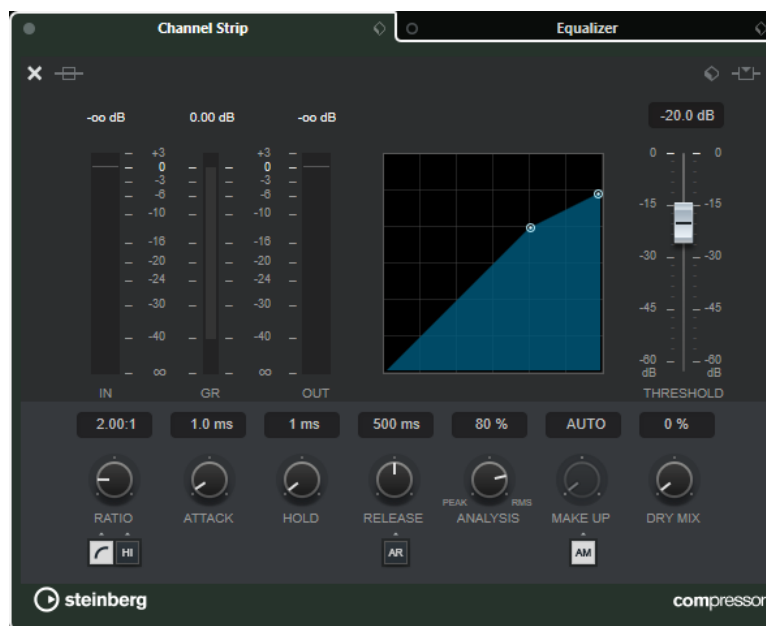 Channel Strip
Equalizer
-oo dB 0.00 dB -oo dB -20.0 dB
+3 +3 0 0
0 0
-3 -3
-6 -6
-10 -10 -15 -15
-16 -16
-20 -20 -30 -30
-24 -24
-30 -30 -45 -45
-40 -40
∞ ∞ -60 -60
dB dB
IN GR OUT THRESHOLD
2.00:1 1.0 ms 1 ms 500 ms 80 % AUTO 0 %
PEAK RMS
RATIO ATTACK HOLD RELEASE ANALYSIS MAKE UP DRY MIX
HI AR AM
steinberg compressor